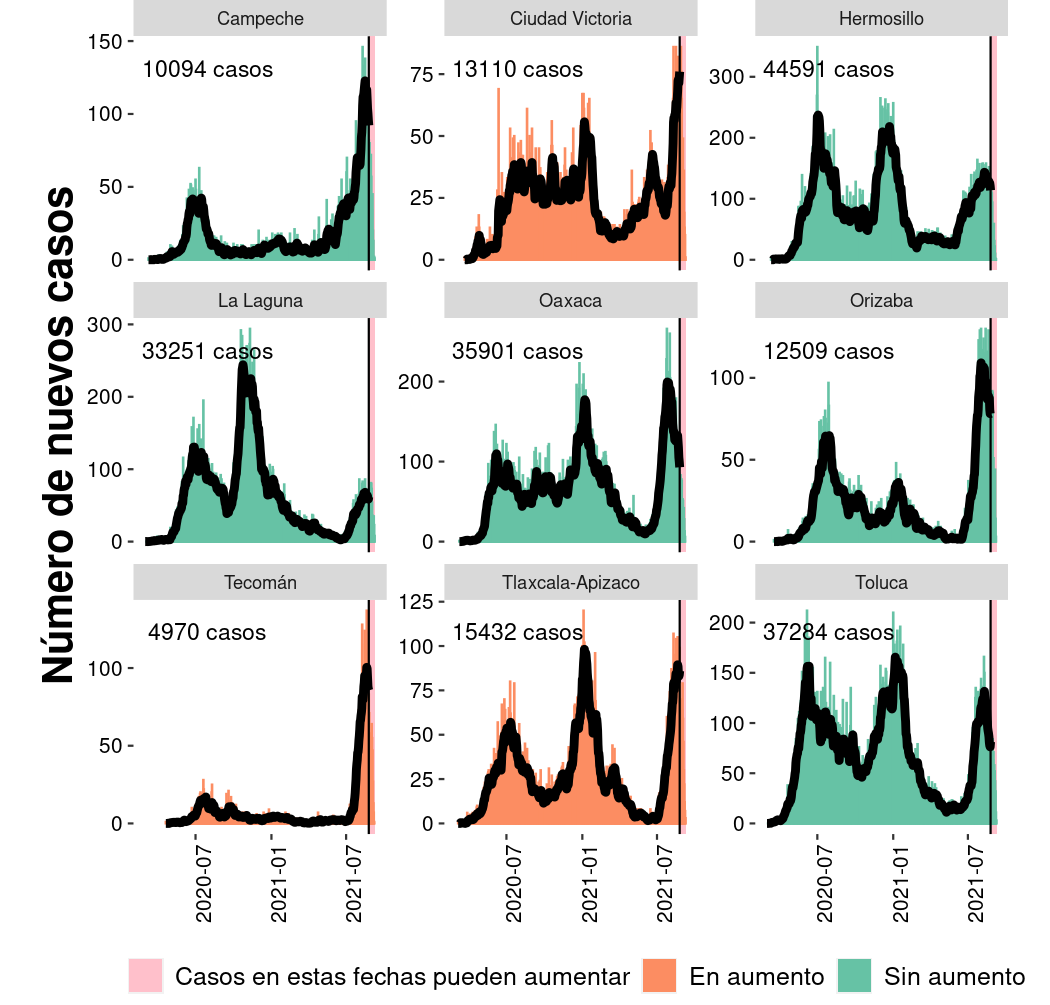 Número de nuevos casos
Campeche
Ciudad Victoria
Hermosillo
150
100
50
0
10094 casos
75
50
25
0
13110 casos
300
200
100
0
44591 casos
La Laguna
Oaxaca
Orizaba
300
200
100
0
33251 casos
200
100
0
35901 casos
100
50
0
12509 casos
Tecomán
Tlaxcala-Apizaco
Toluca
100
50
0
4970 casos
125
100
75
50
25
0
15432 casos
200
150
100
50
0
37284 casos
2020-07
2021-01
2021-07
2020-07
2021-01
2021-07
2020-07
2021-01
2021-07
Casos en estas fechas pueden aumentar
En aumento
Sin aumento